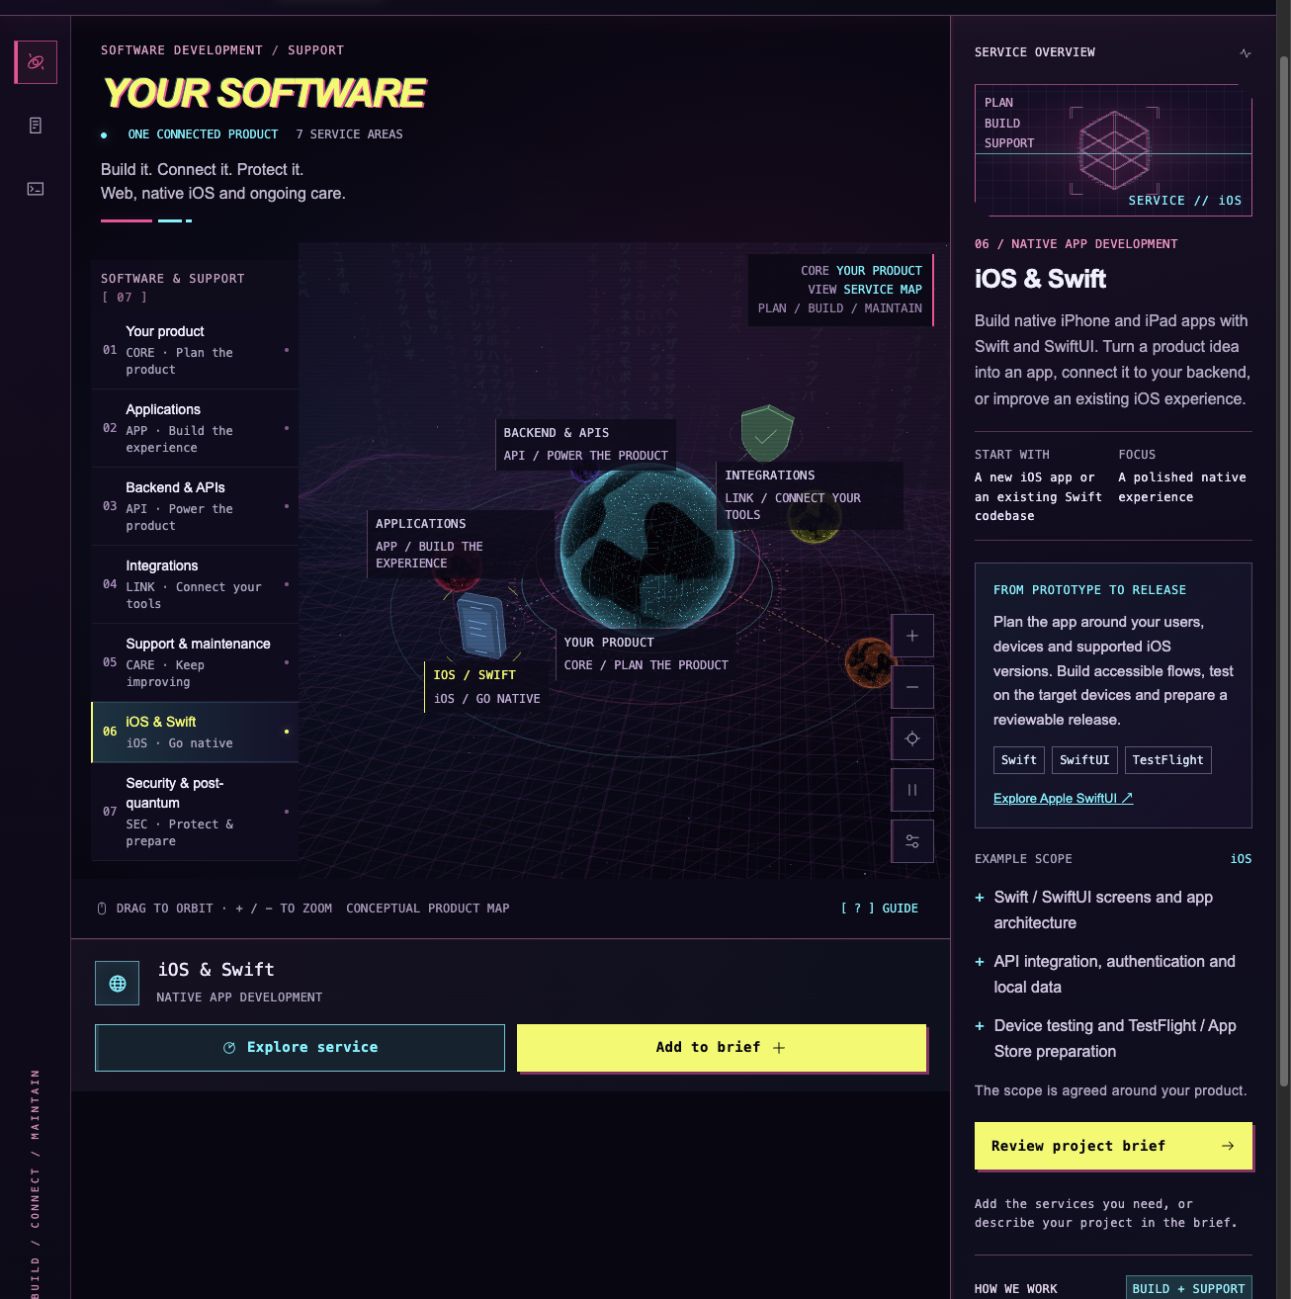 SOFTWARE DEVELOPMENT / SUPPORT
YOUR SOFTWARE
ONE CONNECTED PRODUCT 7 SERVICE AREAS
Build it. Connect it. Protect it.
Web, native iOS and ongoing care.
SOFTWARE & SUPPORT
[ 07 ]
Your product
01 CORE · Plan the
product
Applications
02 APP · Build the
experience
Backend & APIs
03 API · Power the
product
Integrations
04 LINK · Connect your
tools
Support & maintenance
05 CARE · Keep
improving
iOS & Swift
06 iOS · Go native
Security & post-
quantum
07 SEC · Protect &
prepare
CORE YOUR PRODUCT
VIEW SERVICE MAP
PLAN / BUILD / MAINTAIN
BACKEND & APIS
API / POWER THE PRODUCT
INTEGRATIONS
LINK / CONNECT YOUR
TOOLS
APPLICATIONS
APP / BUILD THE
EXPERIENCE
YOUR PRODUCT
CORE / PLAN THE PRODUCT
IOS / SWIFT
iOS / GO NATIVE
DRAG TO ORBIT · + / − TO ZOOM CONCEPTUAL PRODUCT MAP
[ ? ] GUIDE
iOS & Swift
NATIVE APP DEVELOPMENT
Explore service
Add to brief +
BUILD / CONNECT / MAINTAIN
SERVICE OVERVIEW
PLAN
BUILD
SUPPORT
SERVICE // iOS
06 / NATIVE APP DEVELOPMENT
iOS & Swift
Build native iPhone and iPad apps with
Swift and SwiftUI. Turn a product idea
into an app, connect it to your backend,
or improve an existing iOS experience.
START WITH
A new iOS app or
an existing Swift
codebase
FOCUS
A polished native
experience
FROM PROTOTYPE TO RELEASE
Plan the app around your users,
devices and supported iOS
versions. Build accessible flows, test
on the target devices and prepare a
reviewable release.
Swift SwiftUI TestFlight
Explore Apple SwiftUI ↗
EXAMPLE SCOPE iOS
+ Swift / SwiftUI screens and app
architecture
+ API integration, authentication and
local data
+ Device testing and TestFlight / App
Store preparation
The scope is agreed around your product.
Review project brief →
Add the services you need, or
describe your project in the brief.
HOW WE WORK BUILD + SUPPORT